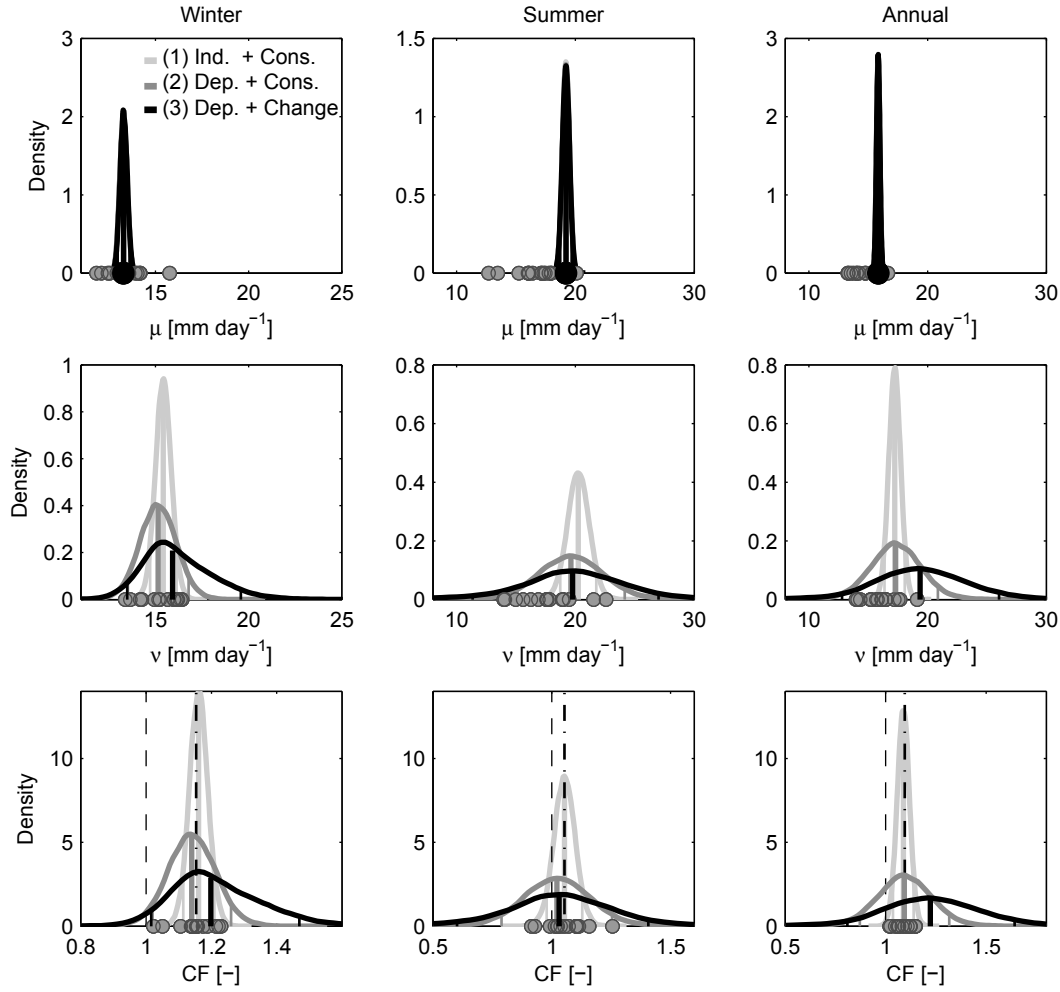 Winter Summer Annual
3 1.5 3
(1) Ind. + Cons.
(2) Dep. + Cons.
(3) Dep. + Change
Density
2 1 2
1 0.5 1
0 0 0
15 20 25 10 20 30 10 20 30
μ [mm day−1] μ [mm day−1] μ [mm day−1]
1 0.8 0.8
Density
0.8 0.6 0.6
0.6
0.4 0.4 0.4
0.2 0.2 0.2
0 0 0
15 20 25 10 20 30 10 20 30
ν [mm day−1] ν [mm day−1] ν [mm day−1]
Density
10 10 10
5 5 5
0 0 0
0.8 1 1.2 1.4 0.5 1 1.5 0.5 1 1.5
CF [−] CF [−] CF [−]